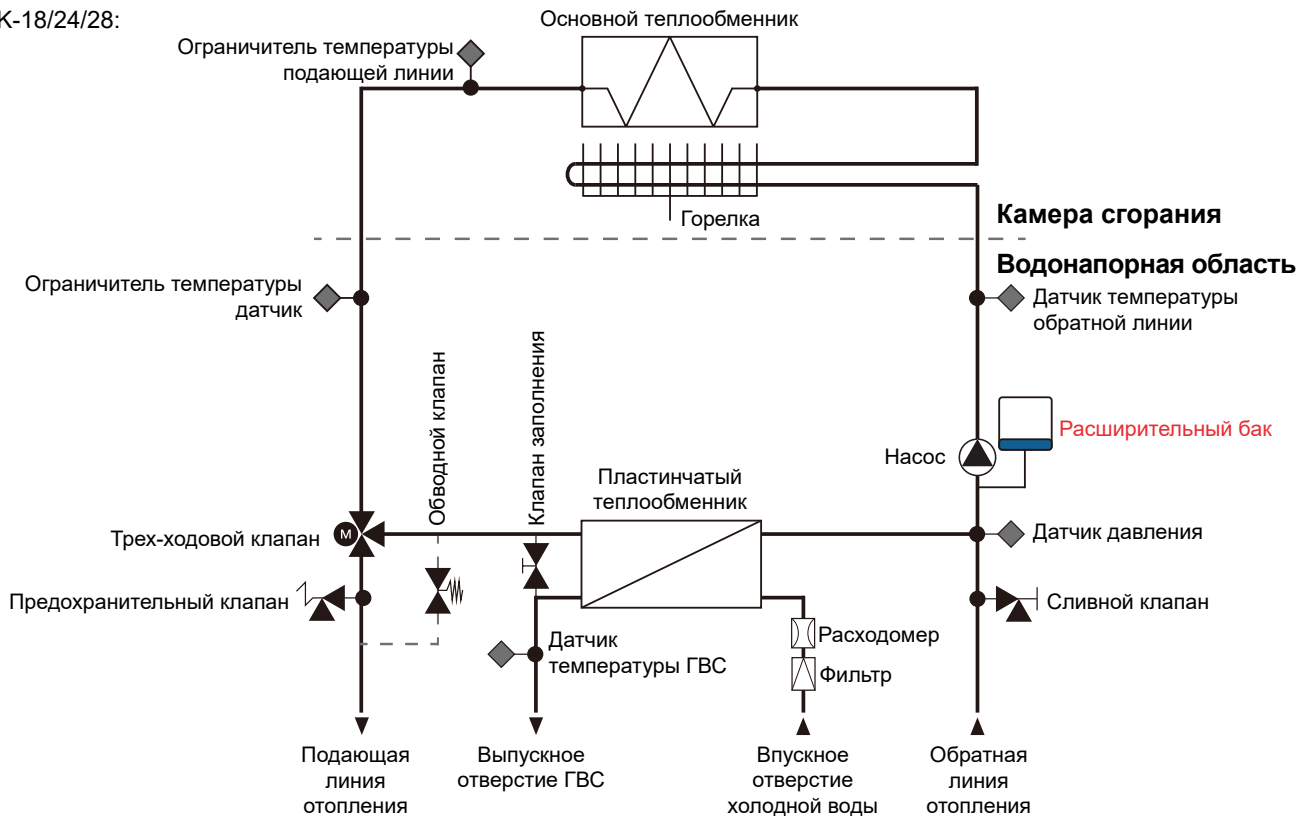 K-18/24/28:
Основной теплообменник
Ограничитель температуры
подающей линии
Горелка
Камера сгорания
Водонапорная область
Ограничитель температуры
датчик
Датчик температуры
обратной линии
Обводной клапан
Клапан заполнения
Расширительный бак
Насос
Пластинчатый
теплообменник
Трех-ходовой клапан
M
Датчик давления
Предохранительный клапан
Сливной клапан
Датчик
температуры ГВС
Расходомер
Фильтр
Подающая
линия
отопления
Выпускное
отверстие ГВС
Впускное
отверстие
холодной воды
Обратная
линия
отопления